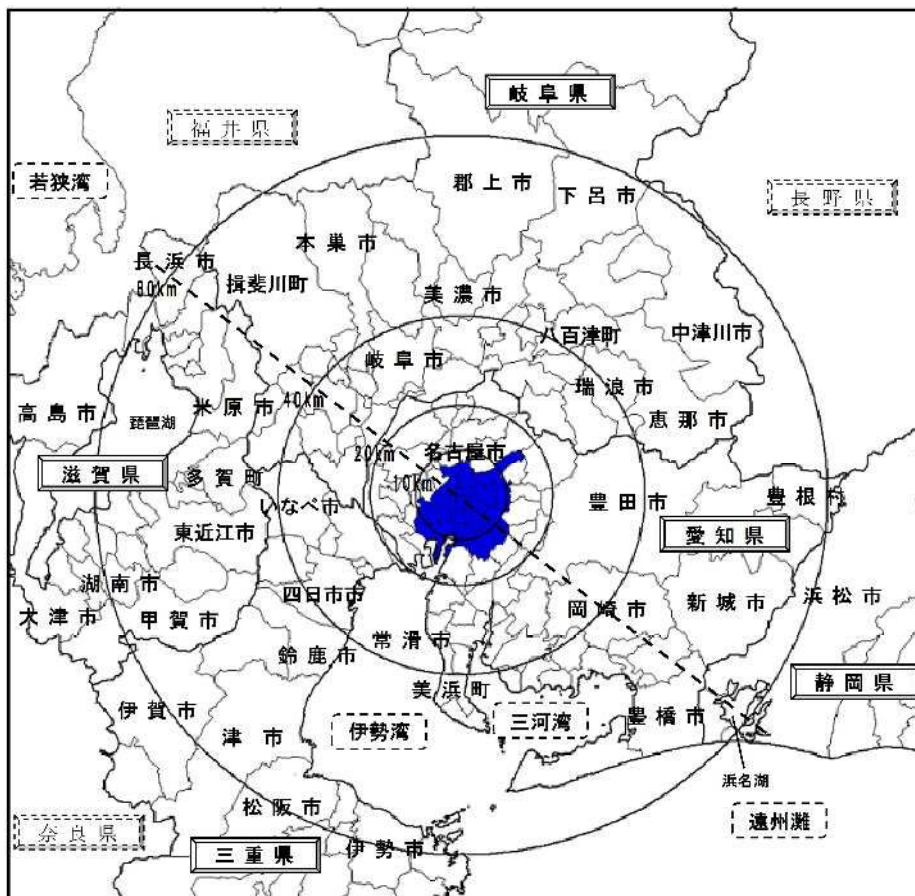 岐阜県
福井県
若狭湾
郡上市
下呂市
長野県
本巣市
長浜市
80km
揖斐川町
美濃市
八百津町
中津川市
岐阜市
瑞浪市
高島市
琵琶湖
米原市
40km
恵那市
名古屋市
20km
10km
滋賀県
多賀町
いなべ市
豊田市
豊根村
東近江市
愛知県
湖南市
四日市市
大津市
甲賀市
岡崎市
新城市
浜松市
常滑市
鈴鹿市
静岡県
美浜町
伊賀市
津市
伊勢湾
三河湾
豊橋市
浜名湖
松阪市
遠州灘
奈良県
三重県
伊勢市